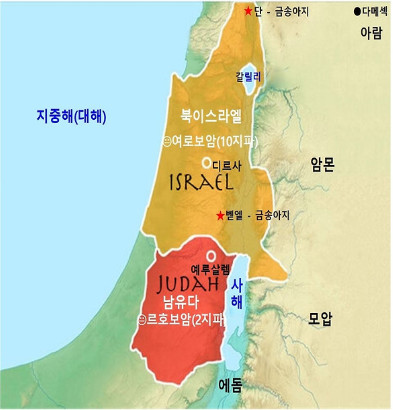 ★단 - 금송아지
●다메섹
아람
갈릴리
지중해(대해)
북이스라엘
☺여로보암(10지파)
디르사
ISRAEL
암몬
★벧엘 - 금송아지
예루살렘
JUDAH
사해
남유다
☺르호보암(2지파)
모압
에돔